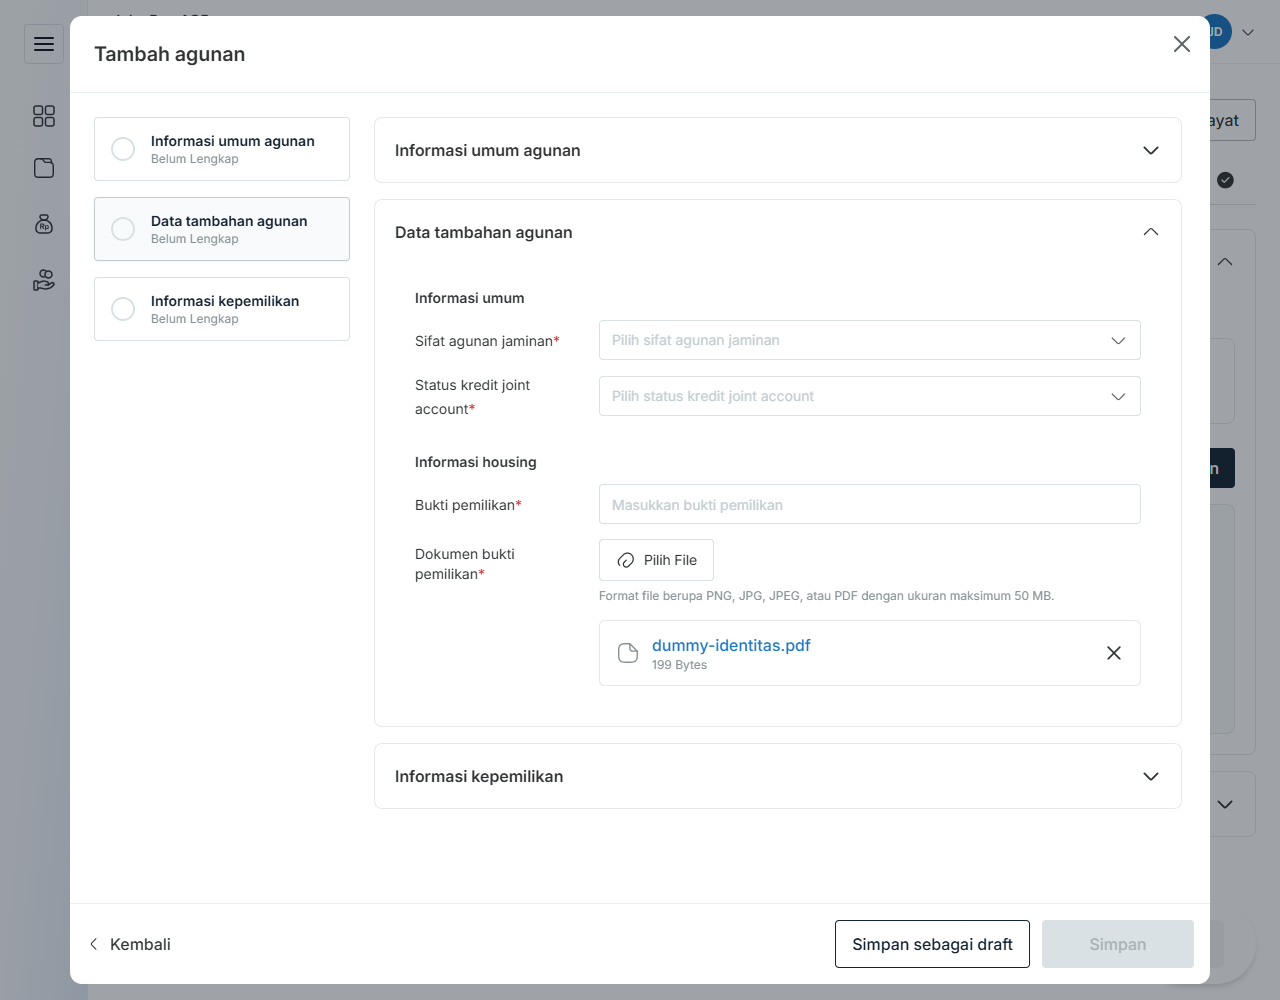 Tambah agunan
JD
ayat
Informasi umum agunan
Belum Lengkap
Data tambahan agunan
Belum Lengkap
Informasi kepemilikan
Belum Lengkap
Informasi umum agunan
Data tambahan agunan
Informasi umum
Sifat agunan jaminan*
Pilih sifat agunan jaminan
Status kredit joint
account*
Pilih status kredit joint account
Informasi housing
n
Bukti pemilikan*
Masukkan bukti pemilikan
Dokumen bukti
pemilikan*
Pilih File
Format file berupa PNG, JPG, JPEG, atau PDF dengan ukuran maksimum 50 MB.
dummy-identitas.pdf
199 Bytes
Informasi kepemilikan
Kembali
Simpan sebagai draft
Simpan
Rp